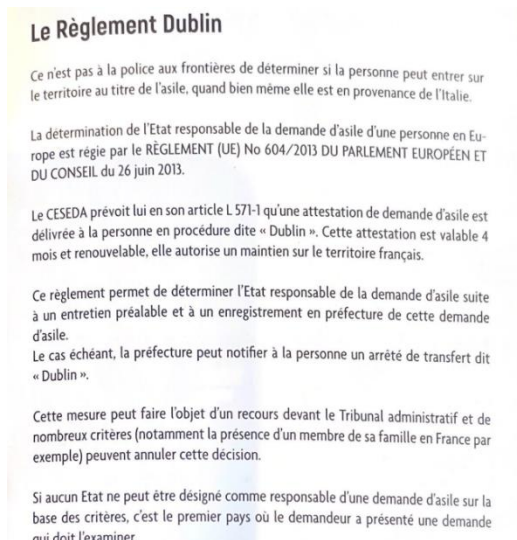 Le Règlement Dublin
Ce n'est pas à la police aux frontières de déterminer si la personne peut entrer sur
le territoire au titre de l'asile, quand bien même elle est en provenance de l'Italie.
La détermination de l'Etat responsable de la demande d'asile d'une personne en Eu-
rope est régie par le RÈGLEMENT (UE) No 604/2013 DU PARLEMENT EUROPÉEN ET
DU CONSEIL du 26 juin 2013.
Le CESEDA prévoit lui en son article L 571-1 qu'une attestation de demande d'asile est
délivrée à la personne en procédure dite « Dublin ». Cette attestation est valable 4
mois et renouvelable, elle autorise un maintien sur le territoire français.
Ce règlement permet de déterminer l'Etat responsable de la demande d'asile suite
à un entretien préalable et à un enregistrement en préfecture de cette demande
d'asile.
Le cas échéant, la préfecture peut notifier à la personne un arrêté de transfert dit
« Dublin ».
Cette mesure peut faire l'objet d'un recours devant le Tribunal administratif et de
nombreux critères (notamment la présence d'un membre de sa famille en France par
exemple) peuvent annuler cette décision.
Si aucun Etat ne peut être désigné comme responsable d'une demande d'asile sur la
base des critères, c'est le premier pays où le demandeur a présenté une demande
qui doit l'examiner